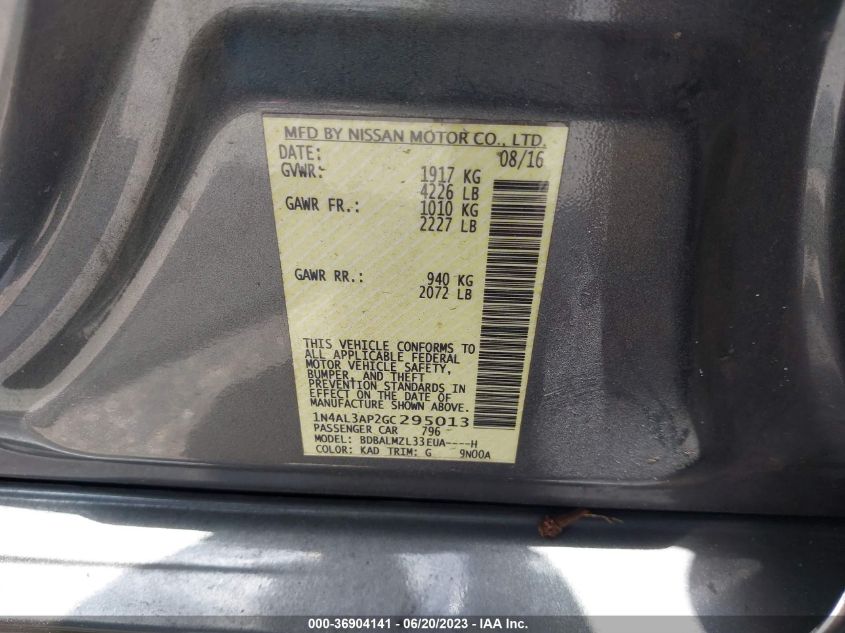 MFD BY NISSAN MOTOR CO., LTD.
DATE: 08/16
GVWR: 1917 KG
4226 LB
GAWR FR.: 1010 KG
2227 LB
GAWR RR.: 940 KG
2072 LB
THIS VEHICLE CONFORMS TO
ALL APPLICABLE FEDERAL
MOTOR VEHICLE SAFETY,
BUMPER, AND THEFT
PREVENTION STANDARDS IN
EFFECT ON THE DATE OF
MANUFACTURE SHOWN ABOVE.
1N4AL3AP2GC295013
PASSENGER CAR 796
MODEL: BDBALMZL33EUA----H
COLOR: KAD TRIM: G 9N00A
000-36904141 - 06/20/2023 - IAA Inc.